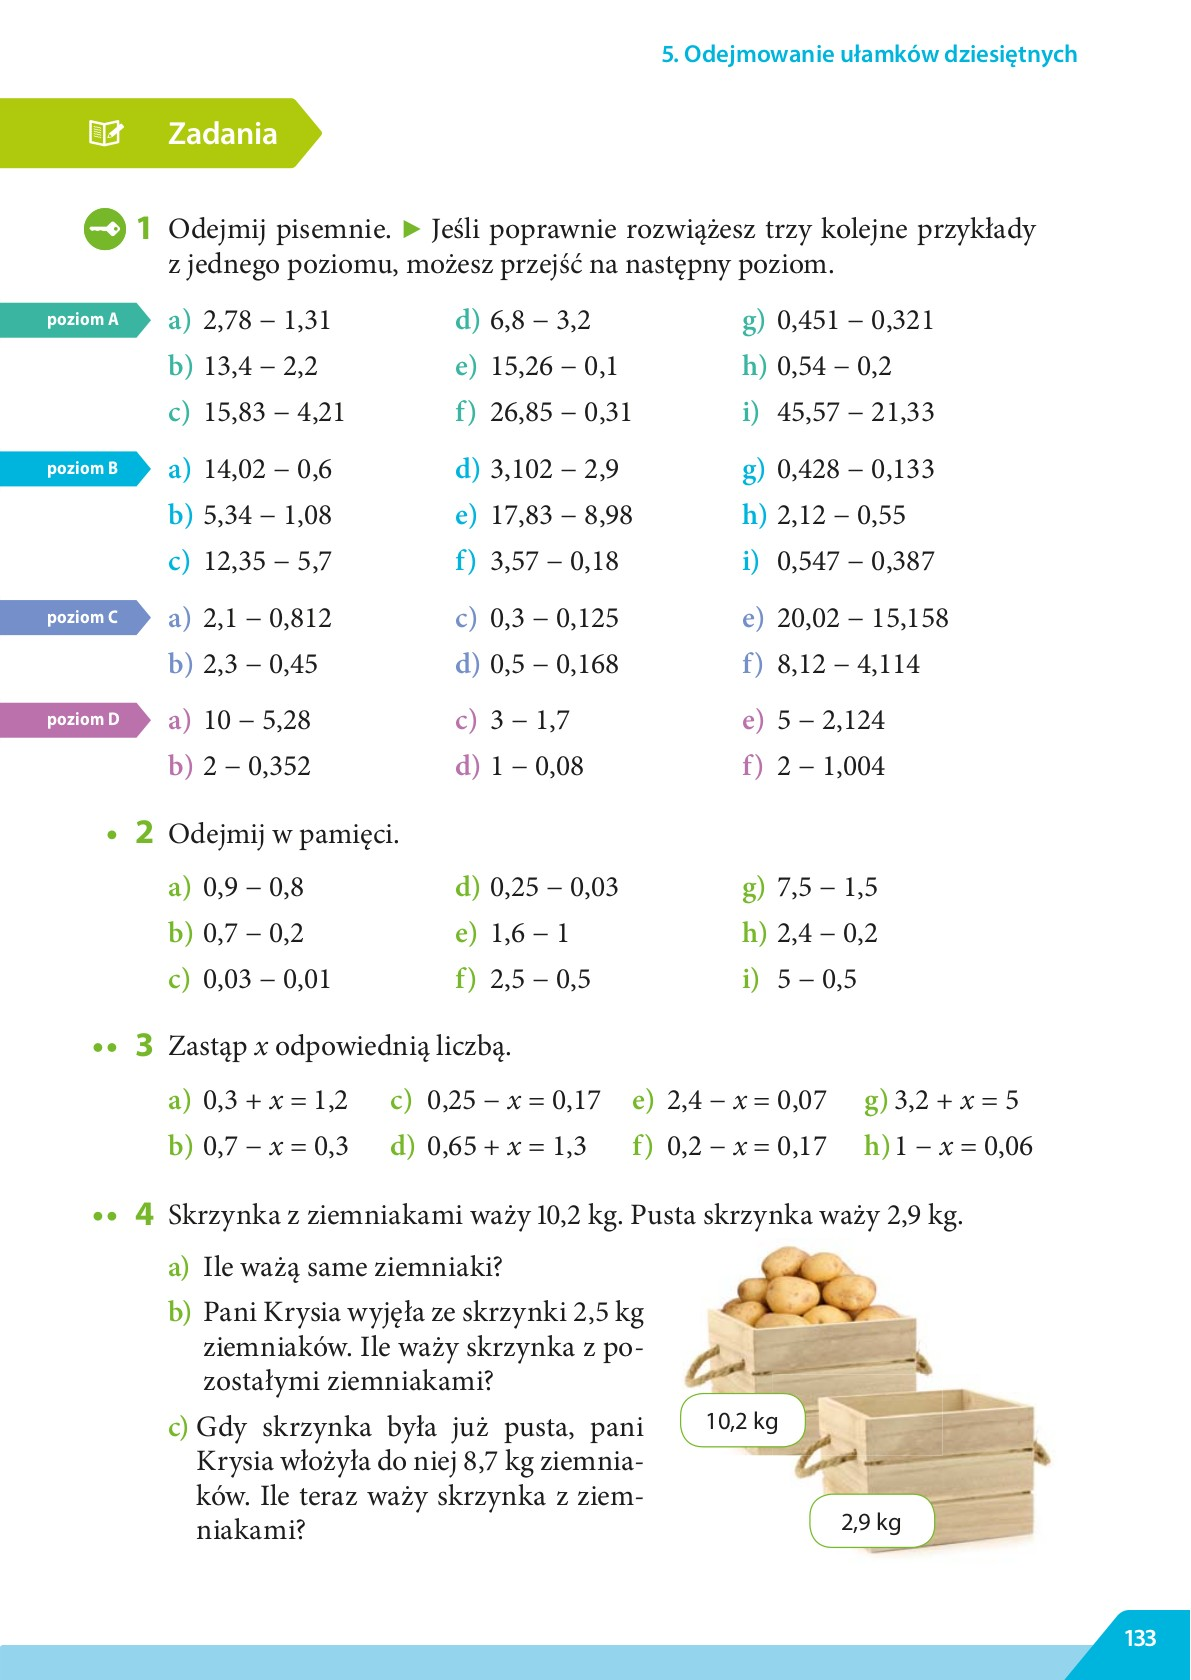 5. Odejmowanie ułamków dziesiętnych
Zadania
1 Odejmij pisemnie. ► Jeśli poprawnie rozwiążesz trzy kolejne przykłady
z jednego poziomu, możesz przejść na następny poziom.
poziom A a) 2,78 – 1,31 d) 6,8 – 3,2 g) 0,451 – 0,321
b) 13,4 – 2,2 e) 15,26 – 0,1 h) 0,54 – 0,2
c) 15,83 – 4,21 f) 26,85 – 0,31 i) 45,57 – 21,33
poziom B a) 14,02 – 0,6 d) 3,102 – 2,9 g) 0,428 – 0,133
b) 5,34 – 1,08 e) 17,83 – 8,98 h) 2,12 – 0,55
c) 12,35 – 5,7 f) 3,57 – 0,18 i) 0,547 – 0,387
poziom C a) 2,1 – 0,812 c) 0,3 – 0,125 e) 20,02 – 15,158
b) 2,3 – 0,45 d) 0,5 – 0,168 f) 8,12 – 4,114
poziom D a) 10 – 5,28 c) 3 – 1,7 e) 5 – 2,124
b) 2 – 0,352 d) 1 – 0,08 f) 2 – 1,004
• 2 Odejmij w pamięci.
a) 0,9 – 0,8 d) 0,25 – 0,03 g) 7,5 – 1,5
b) 0,7 – 0,2 e) 1,6 – 1 h) 2,4 – 0,2
c) 0,03 – 0,01 f) 2,5 – 0,5 i) 5 – 0,5
•• 3 Zastąp x odpowiednią liczbą.
a) 0,3 + x = 1,2 c) 0,25 – x = 0,17 e) 2,4 – x = 0,07 g) 3,2 + x = 5
b) 0,7 – x = 0,3 d) 0,65 + x = 1,3 f) 0,2 – x = 0,17 h) 1 – x = 0,06
•• 4 Skrzynka z ziemniakami waży 10,2 kg. Pusta skrzynka waży 2,9 kg.
a) Ile ważą same ziemniaki?
b) Pani Krysia wyjęła ze skrzynki 2,5 kg
ziemniaków. Ile waży skrzynka z po-
zostałymi ziemniakami?
c) Gdy skrzynka była już pusta, pani
Krysia włożyła do niej 8,7 kg ziemnia-
ków. Ile teraz waży skrzynka z ziem-
niakami?
10,2 kg
2,9 kg
133